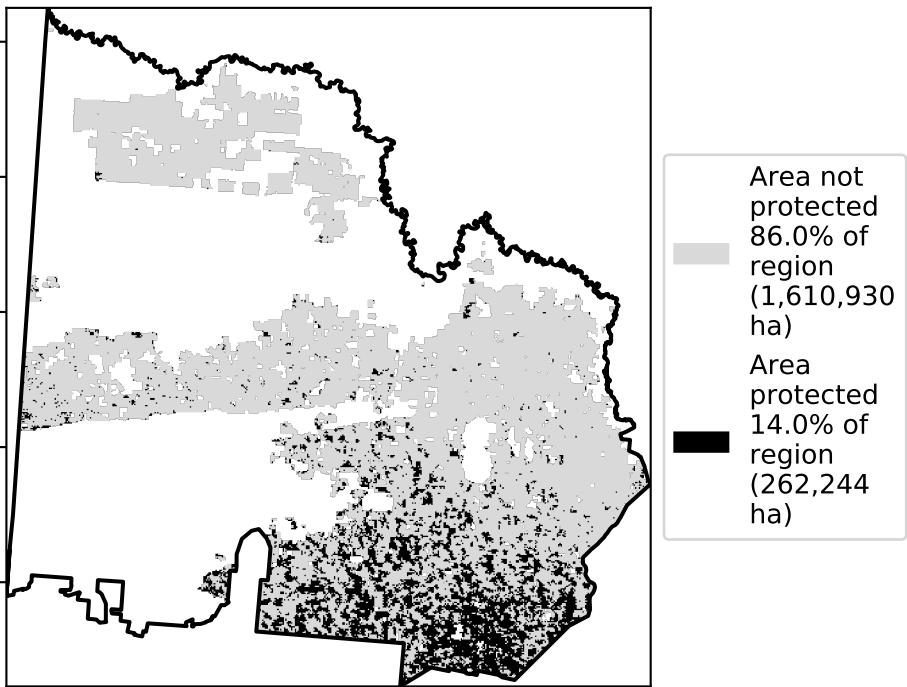 Area not
protected
86.0% of
region
(1,610,930
ha)
Area
protected
14.0% of
region
(262,244
ha)